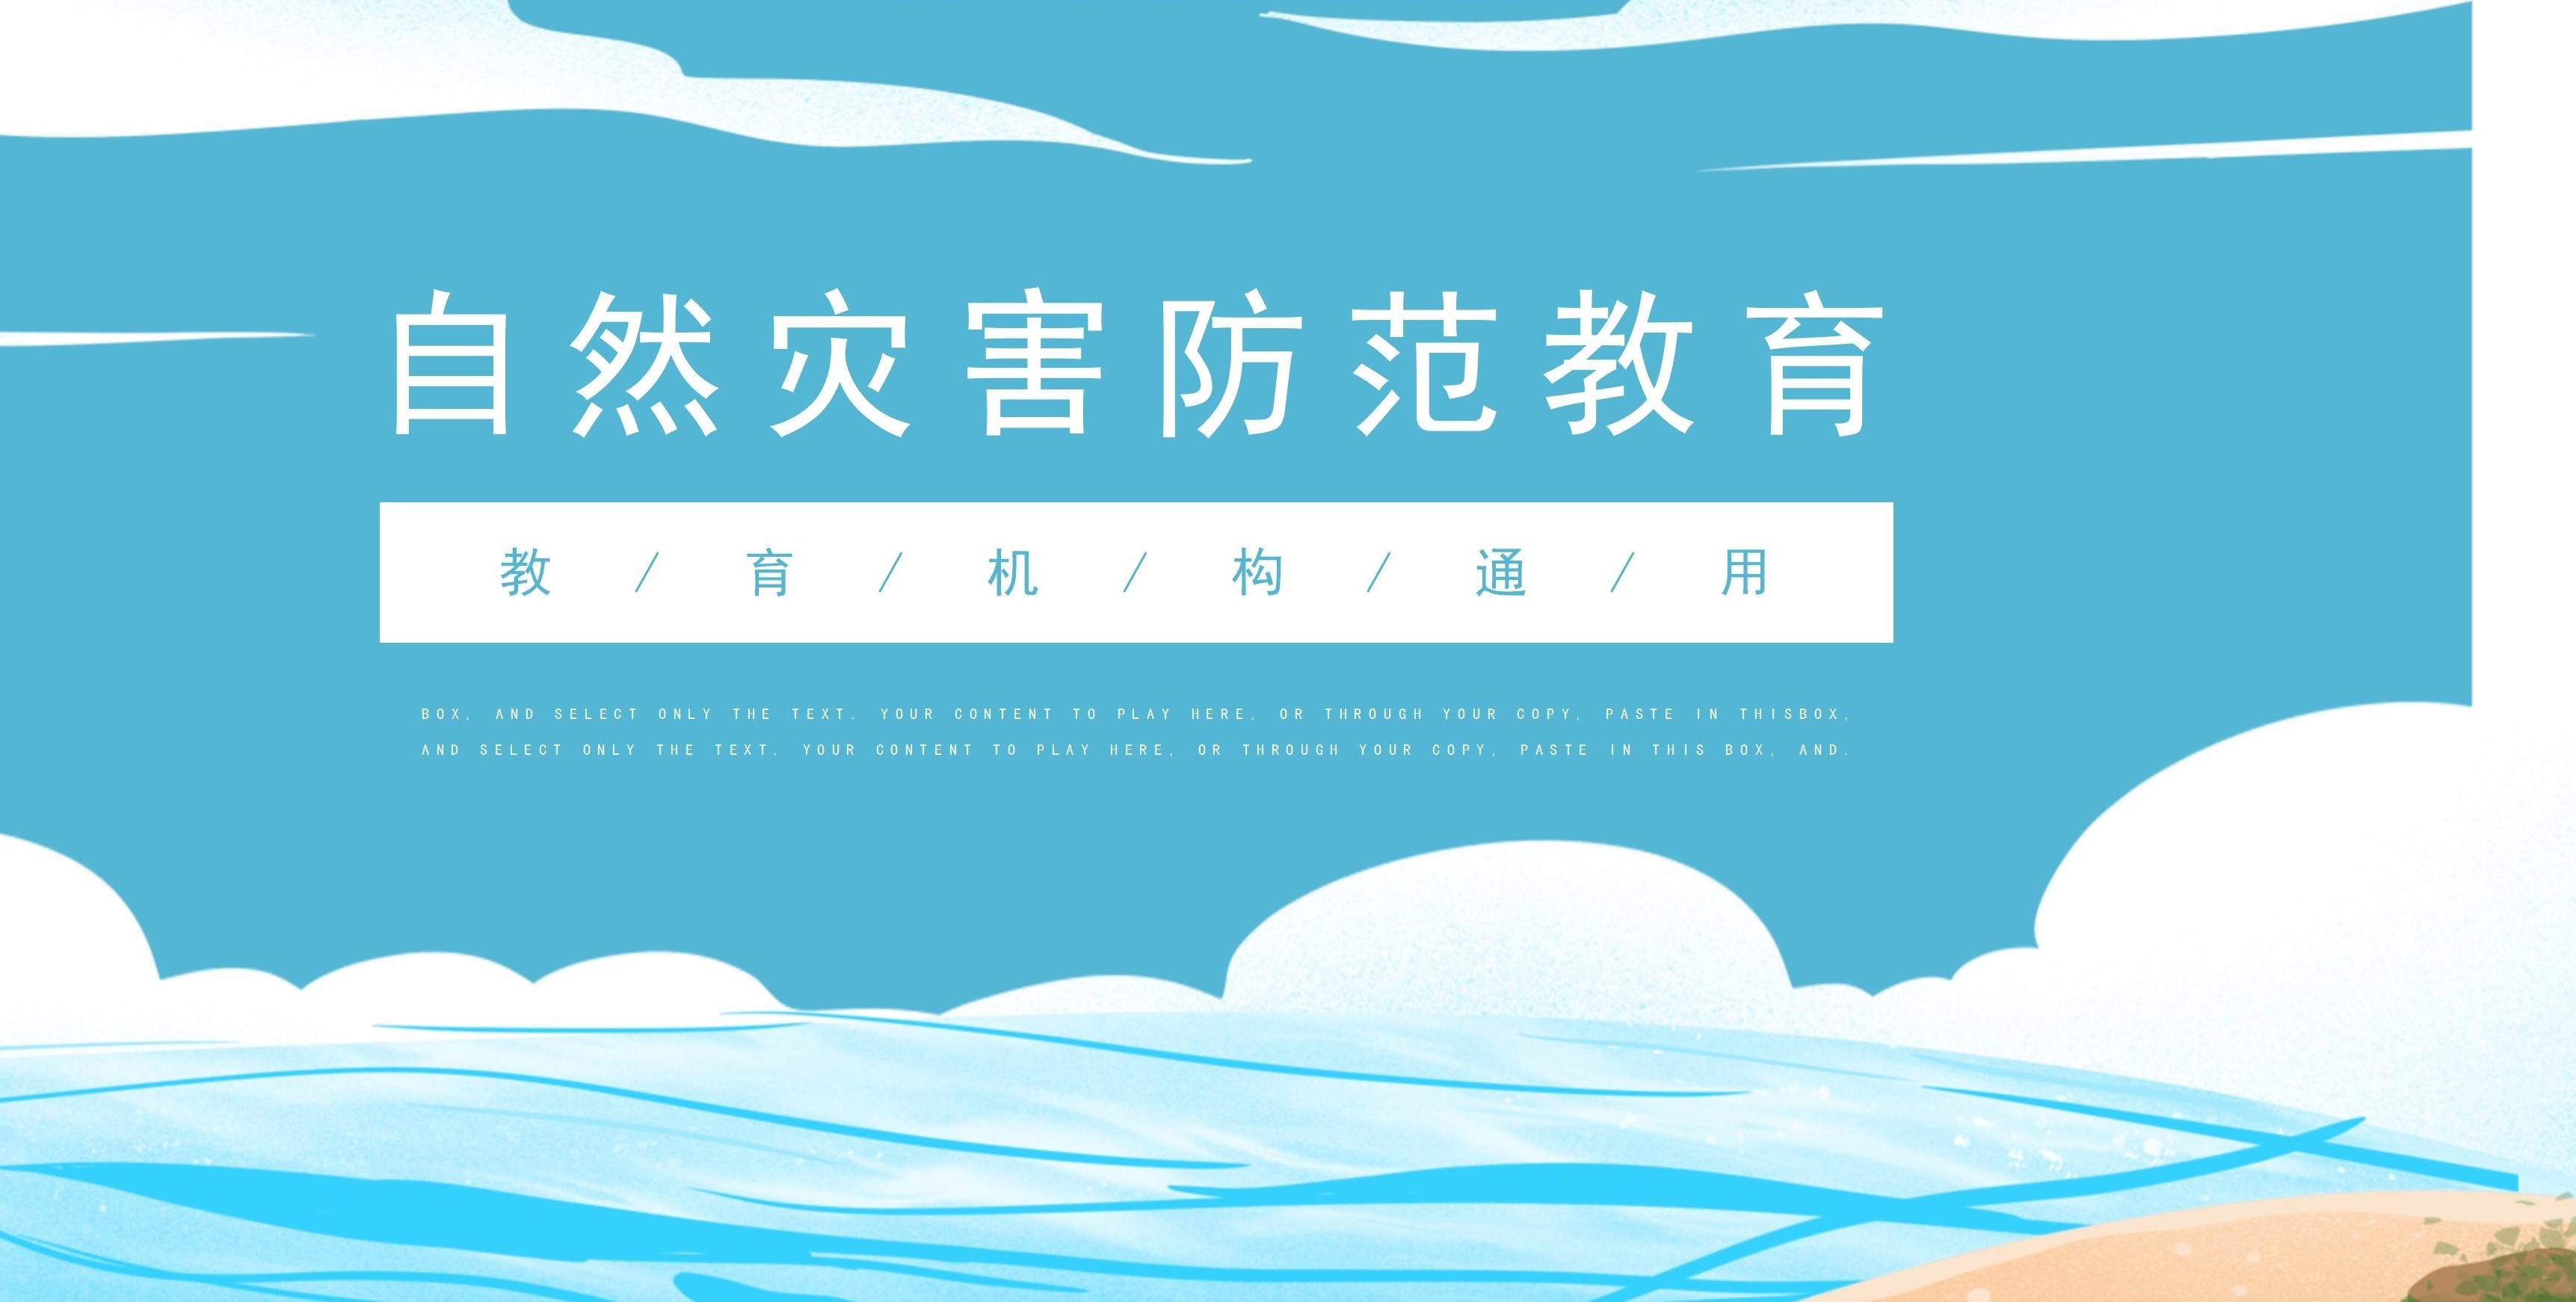 自然灾害防范教育
教 / 育 / 机 / 构 / 通 / 用
BOX, AND SELECT ONLY THE TEXT. YOUR CONTENT TO PLAY HERE, OR THROUGH YOUR COPY, PASTE IN THISBOX,
AND SELECT ONLY THE TEXT. YOUR CONTENT TO PLAY HERE, OR THROUGH YOUR COPY, PASTE IN THIS BOX, AND.